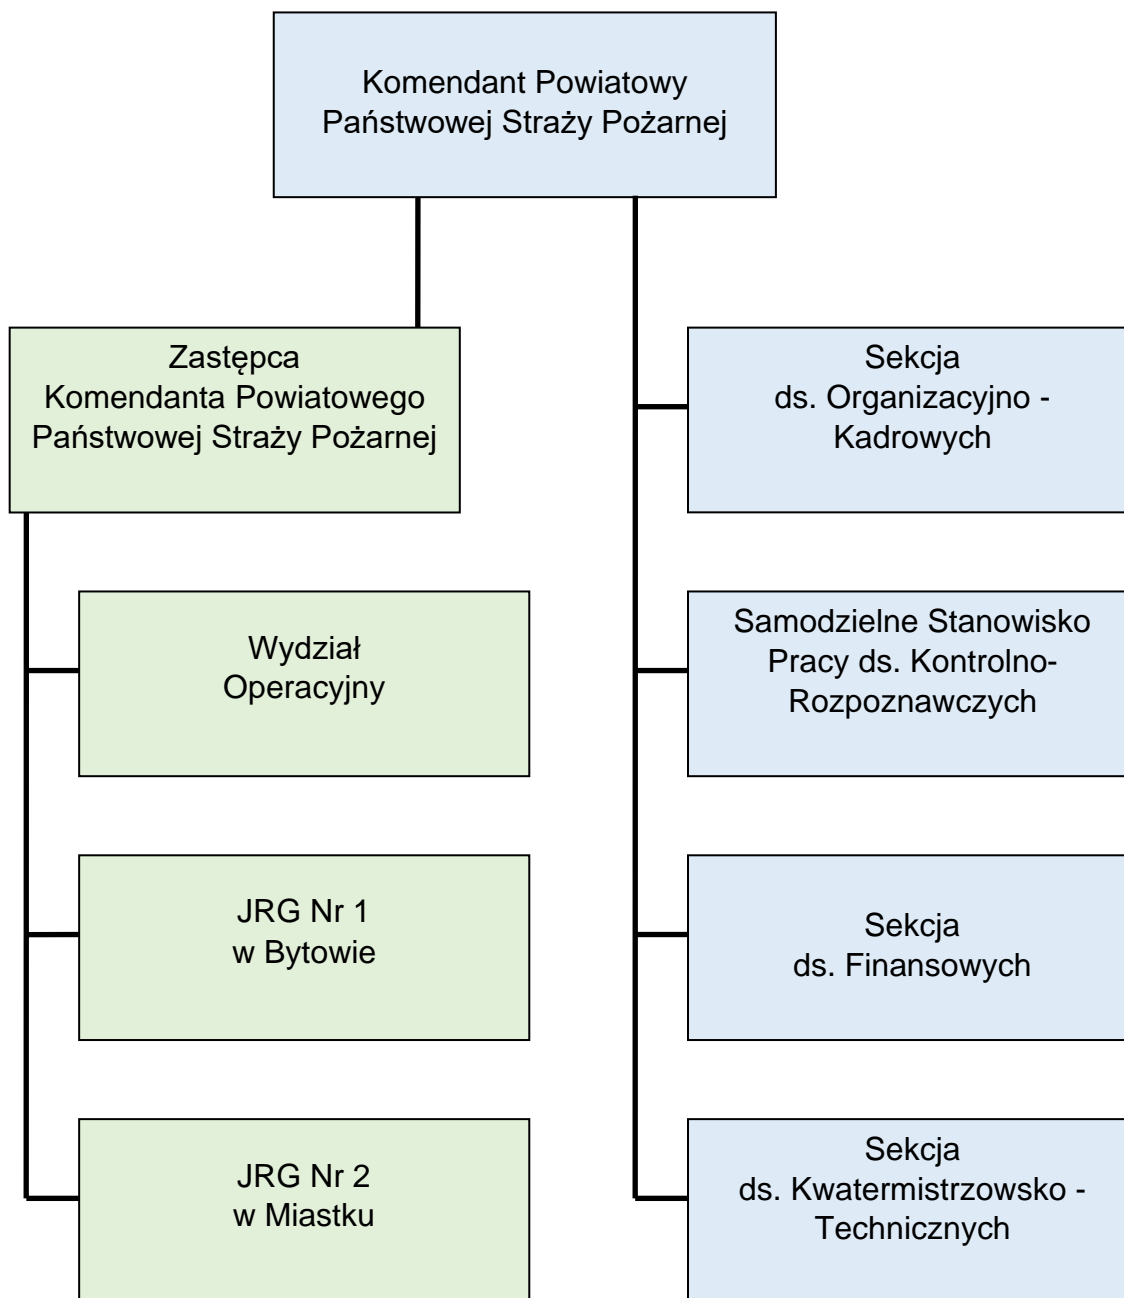 Komendant Powiatowy
Państwowej Straży Pożarnej
Zastępca
Komendanta Powiatowego
Państwowej Straży Pożarnej
Sekcja
ds. Organizacyjno -
Kadrowych
Wydział
Operacyjny
Samodzielne Stanowisko
Pracy ds. Kontrolno-
Rozpoznawczych
JRG Nr 1
w Bytowie
Sekcja
ds. Finansowych
JRG Nr 2
w Miastku
Sekcja
ds. Kwatermistrzowsko -
Technicznych